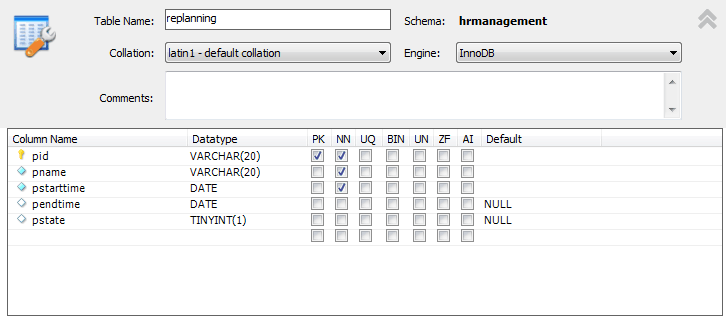 Table Name: replanning Schema: hrmanagement
Collation: latin1 - default collation Engine: InnoDB
Comments:
Column Name Datatype PK NN UQ BIN UN ZF AI Default
pid VARCHAR(20)
pname VARCHAR(20)
pstarttime DATE
pendtime DATE NULL
pstate TINYINT(1) NULL